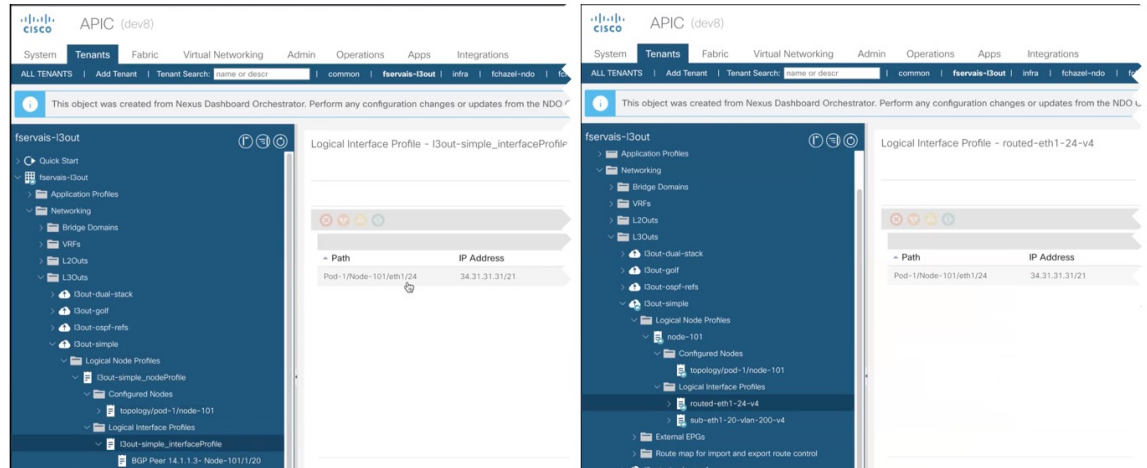 CISCO
APIC (dev8)
System Tenants Fabric Virtual Networking Admin Operations Apps Integrations
ALL TENANTS | Add Tenant | Tenant Search: name or descr | common | fservais-l3out | infra | fchazel-ndo |
This object was created from Nexus Dashboard Orchestrator. Perform any configuration changes or updates from the NDO
fservais-l3out
Quick Start
fservais-l3out
Application Profiles
Networking
Bridge Domains
VRFs
L2Outs
L3Outs
l3out-dual-stack
l3out-golf
l3out-ospf-refs
l3out-simple
Logical Node Profiles
l3out-simple_nodeProfile
Configured Nodes
topology/pod-1/node-101
Logical Interface Profiles
l3out-simple_interfaceProfile
BGP Peer 14.1.1.3- Node-101/1/20
Logical Interface Profile - l3out-simple_interfaceProfile
Path IP Address
Pod-1/Node-101/eth1/24 34.31.31.31/21
CISCO
APIC (dev8)
System Tenants Fabric Virtual Networking Admin Operations Apps Integrations
ALL TENANTS | Add Tenant | Tenant Search: name or descr | common | fservais-l3out | infra | fchazel-ndo |
This object was created from Nexus Dashboard Orchestrator. Perform any configuration changes or updates from the NDO
fservais-l3out
Application Profiles
Networking
Bridge Domains
VRFs
L2Outs
L3Outs
l3out-dual-stack
l3out-golf
l3out-ospf-refs
l3out-simple
Logical Node Profiles
node-101
Configured Nodes
topology/pod-1/node-101
Logical Interface Profiles
routed-eth1-24-v4
sub-eth1-20-vlan-200-v4
External EPGs
Route map for import and export route control
Logical Interface Profile - routed-eth1-24-v4
Path IP Address
Pod-1/Node-101/eth1/24 34.31.31.31/21